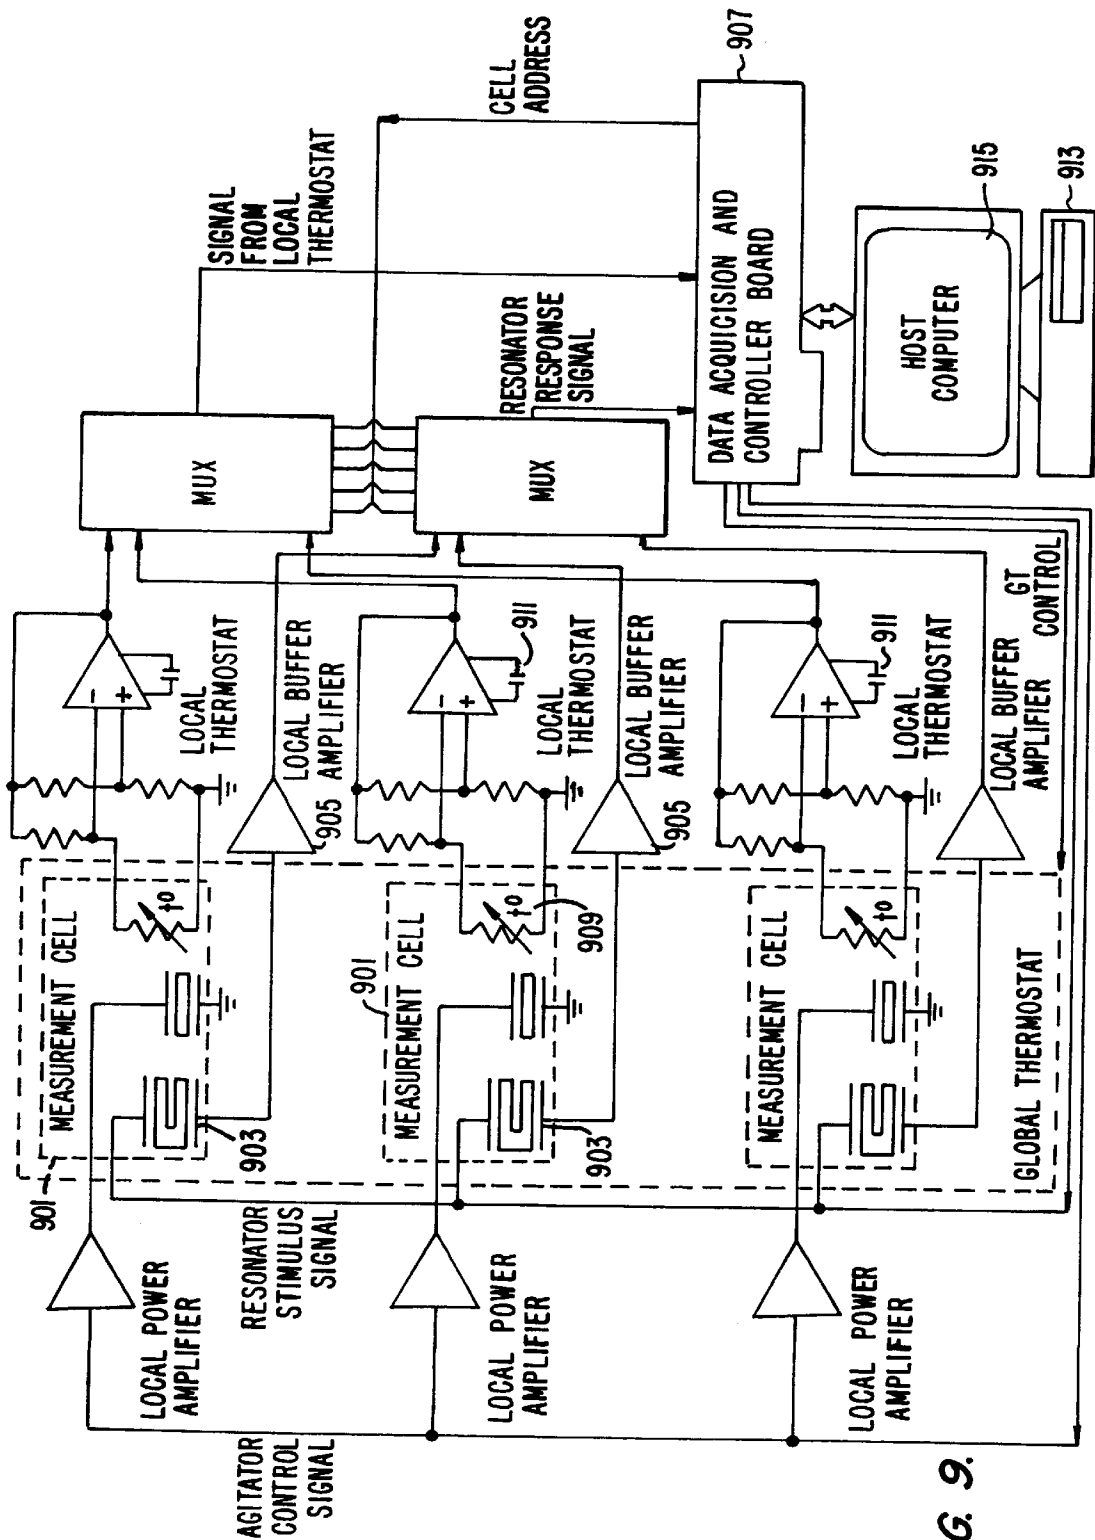 SIGNAL
FROM LOCAL
THERMOSTAT
CELL
ADDRESS
907
MUX
MUX
RESONATOR
RESPONSE
SIGNAL
DATA ACQUICISION AND
CONTROLLER BOARD
HOST
COMPUTER
915
913
GT
CONTROL
-
+
LOCAL
THERMOSTAT
LOCAL BUFFER
AMPLIFIER
905
-
+
911
LOCAL
THERMOSTAT
LOCAL BUFFER
AMPLIFIER
905
-
+
911
LOCAL
THERMOSTAT
LOCAL BUFFER
AMPLIFIER
901
MEASUREMENT CELL
t°
903
901
MEASUREMENT CELL
t°
909
903
MEASUREMENT CELL
t°
GLOBAL THERMOSTAT
LOCAL POWER
AMPLIFIER
RESONATOR
STIMULUS
SIGNAL
LOCAL POWER
AMPLIFIER
LOCAL POWER
AMPLIFIER
AGITATOR
CONTROL
SIGNAL
G. 9.